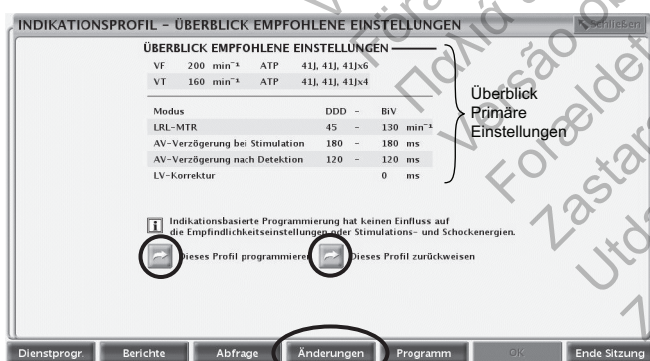 INDIKATIONSPROFIL - ÜBERBLICK EMPFOHLENE EINSTELLUNGEN
Schließen
ÜBERBLICK EMPFOHLENE EINSTELLUNGEN
VF 200 min⁻¹ ATP 41J, 41J, 41Jx6
VT 160 min⁻¹ ATP 41J, 41J, 41Jx4
Modus DDD - BiV
LRL-MTR 45 - 130 min⁻¹
AV-Verzögerung bei Stimulation 180 - 180 ms
AV-Verzögerung nach Detektion 120 - 120 ms
LV-Korrektur 0 ms
Überblick
Primäre
Einstellungen
i Indikationsbasierte Programmierung hat keinen Einfluss auf
die Empfindlichkeitseinstellungen oder Stimulations- und Schockenergien.
Dieses Profil programmieren Dieses Profil zurückweisen
Dienstprogr. Berichte Abfrage Änderungen Programm OK Ende Sitzung